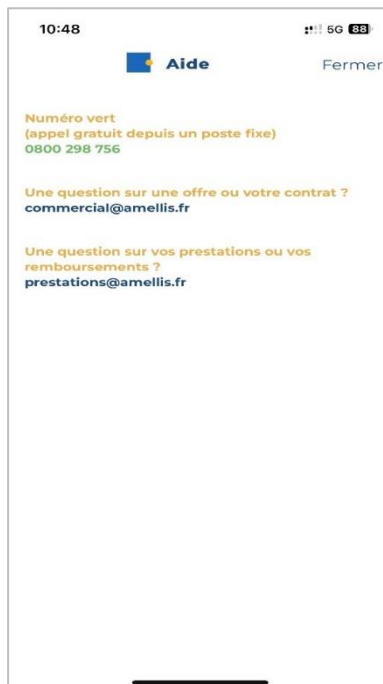 10:48
5G 88
Aide
Fermer
Numéro vert
(appel gratuit depuis un poste fixe)
0800 298 756
Une question sur une offre ou votre contrat ?
commercial@amellis.fr
Une question sur vos prestations ou vos
remboursements ?
prestations@amellis.fr